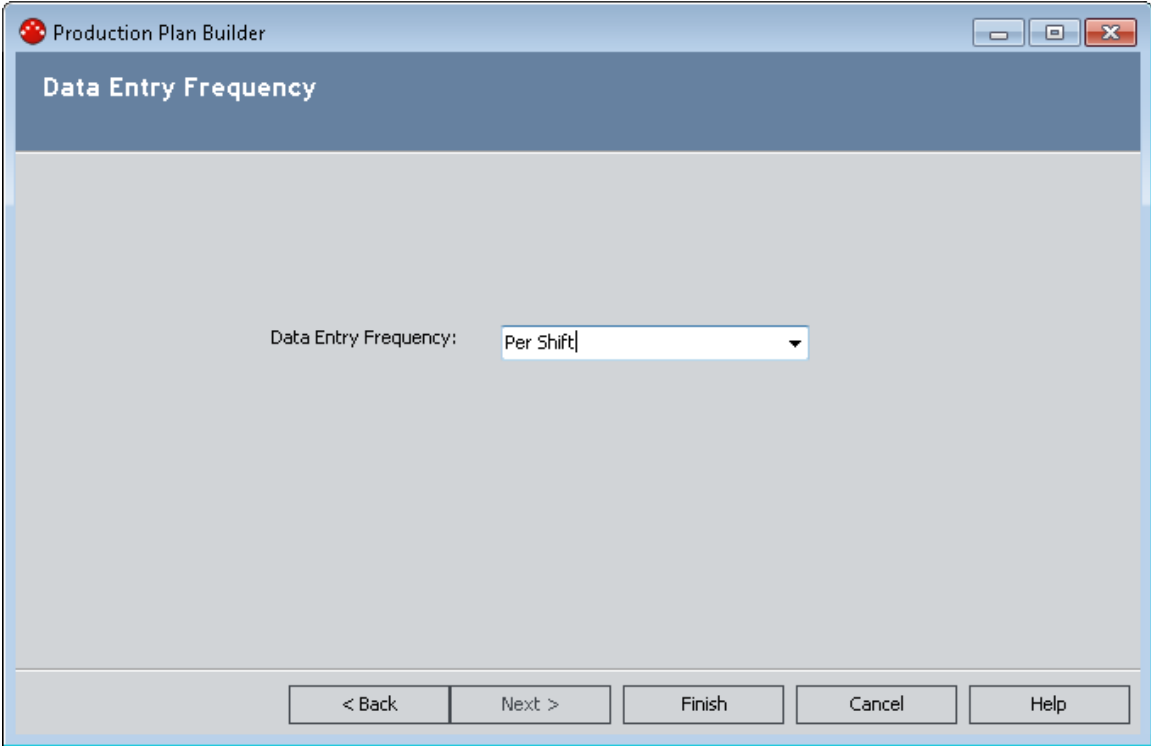 Production Plan Builder
Data Entry Frequency
Data Entry Frequency: Per Shift
< Back Next > Finish Cancel Help